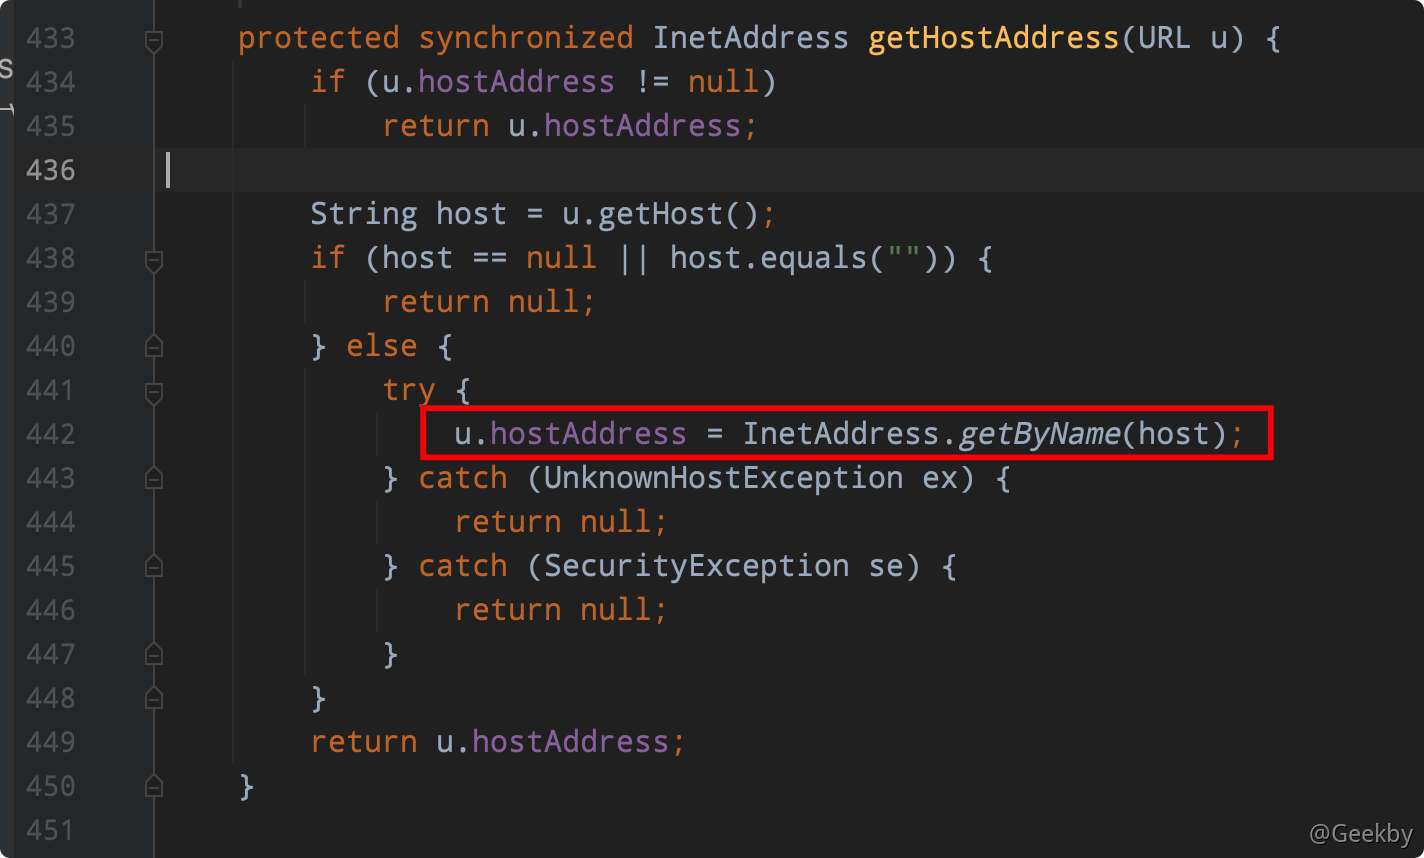 433 protected synchronized InetAddress getHostAddress(URL u) {
434 if (u.hostAddress != null)
435 return u.hostAddress;
436
437 String host = u.getHost();
438 if (host == null || host.equals("")) {
439 return null;
440 } else {
441 try {
442 u.hostAddress = InetAddress.getByName(host);
443 } catch (UnknownHostException ex) {
444 return null;
445 } catch (SecurityException se) {
446 return null;
447 }
448 }
449 return u.hostAddress;
450 }
451
@Geekby